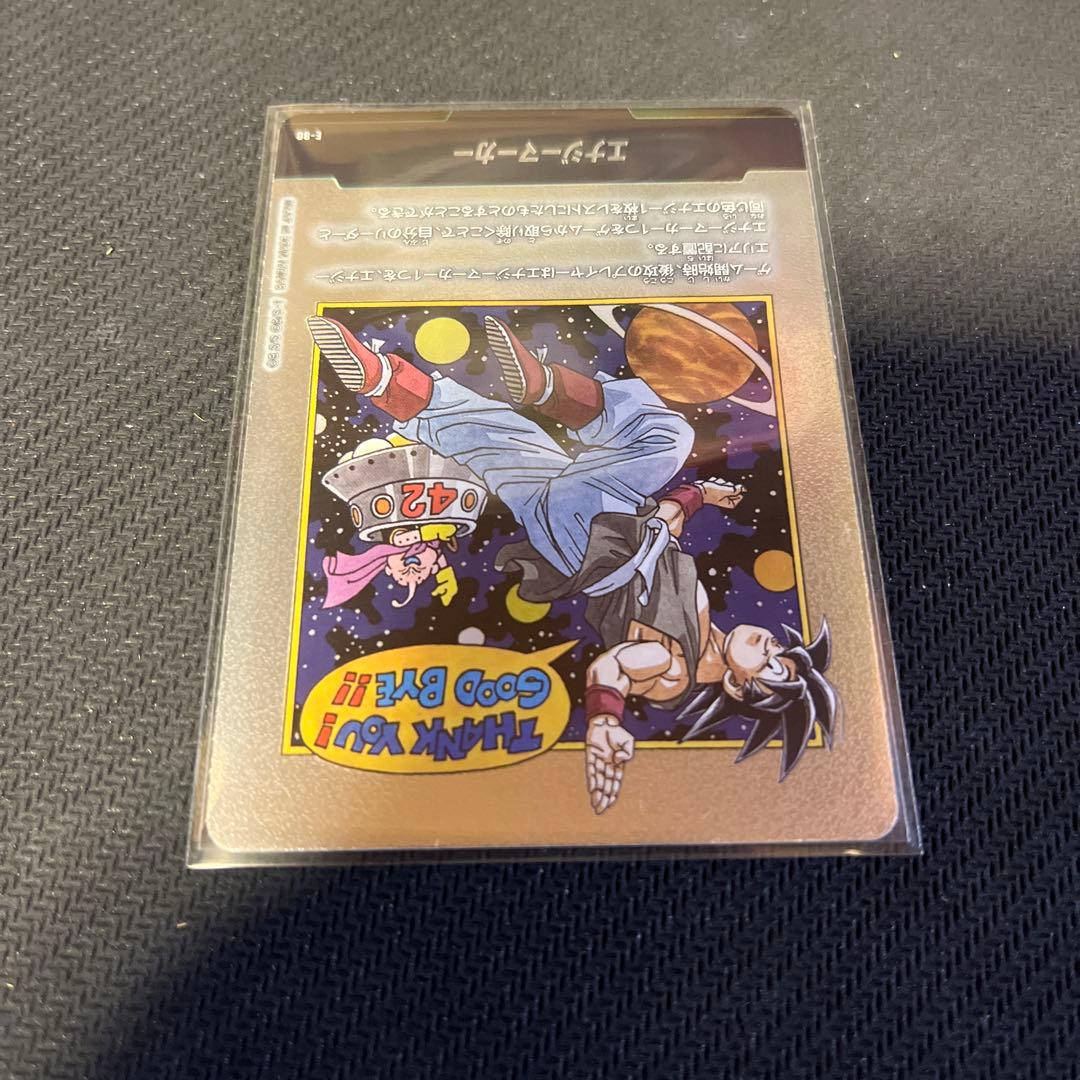 THANK YOU!
GOOD BYE!!
42
ゲーム開始時、後攻のプレイヤーはエナジーマーカー1つを、エナジー
エリアに配置する。
エナジーマーカー1つをゲームから取り除くことで、自分のリーダーと
同じ色のエナジー1枚をレストにしたものとすることができる。
エナジーマーカー
E-80